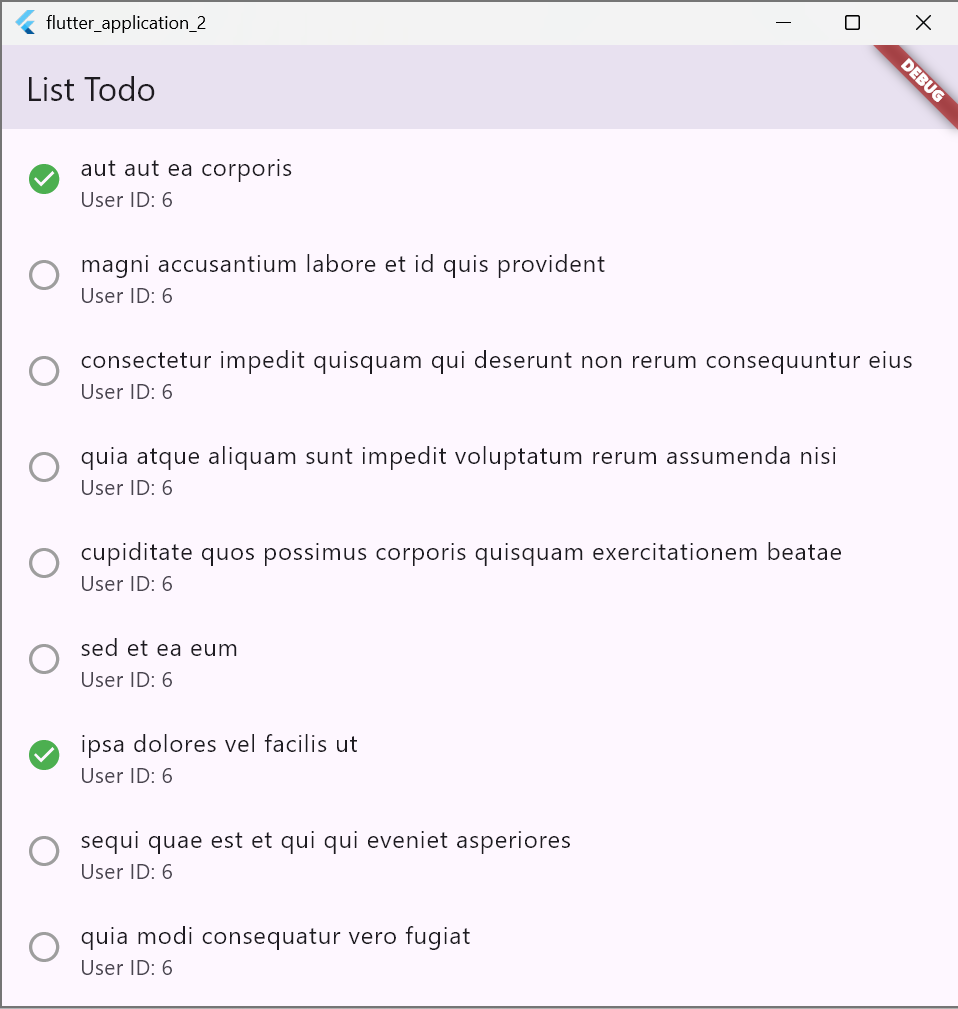 flutter_application_2
List Todo
DEBUG
aut aut ea corporis
User ID: 6
magni accusantium labore et id quis provident
User ID: 6
consectetur impedit quisquam qui deserunt non rerum consequuntur eius
User ID: 6
quia atque aliquam sunt impedit voluptatum rerum assumenda nisi
User ID: 6
cupiditate quos possimus corporis quisquam exercitationem beatae
User ID: 6
sed et ea eum
User ID: 6
ipsa dolores vel facilis ut
User ID: 6
sequi quae est et qui qui eveniet asperiores
User ID: 6
quia modi consequatur vero fugiat
User ID: 6